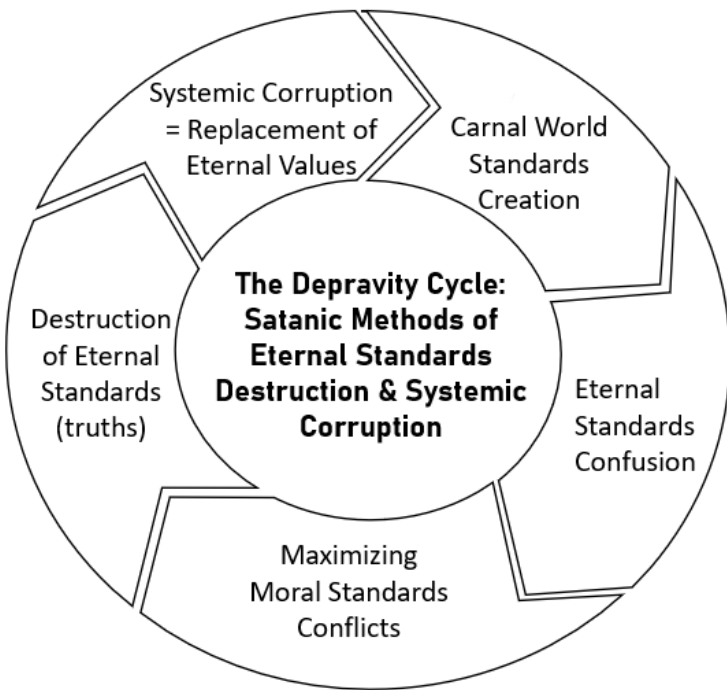 The Depravity Cycle:
Satanic Methods of
Eternal Standards
Destruction & Systemic
Corruption
Carnal World
Standards
Creation
Eternal
Standards
Confusion
Maximizing
Moral Standards
Conflicts
Destruction
of Eternal
Standards
(truths)
Systemic Corruption
= Replacement of
Eternal Values